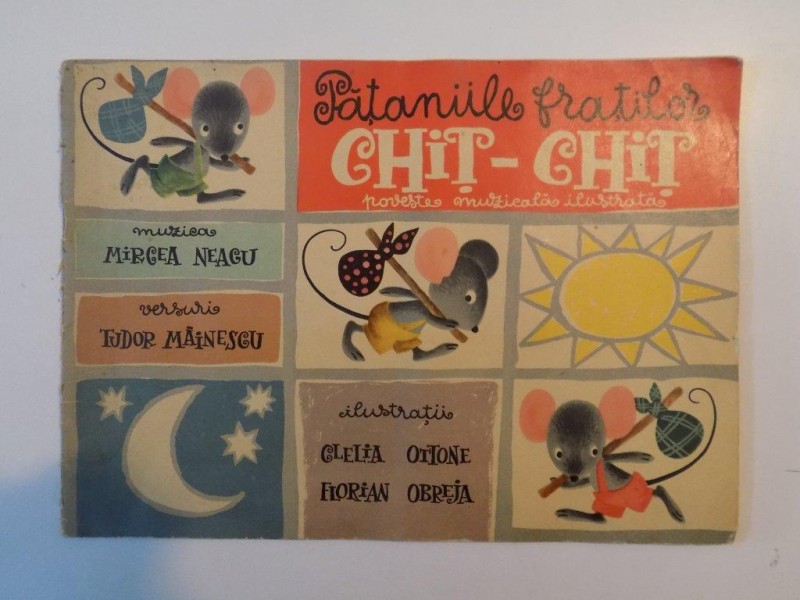 Pățaniile fraților
CHIȚ-CHIȚ
poveste muzicală ilustrată
muzica
MIRCEA NEAGU
versuri
TUDOR MĂINESCU
ilustrații
CLELIA OTTONE
FLORIAN OBREJA